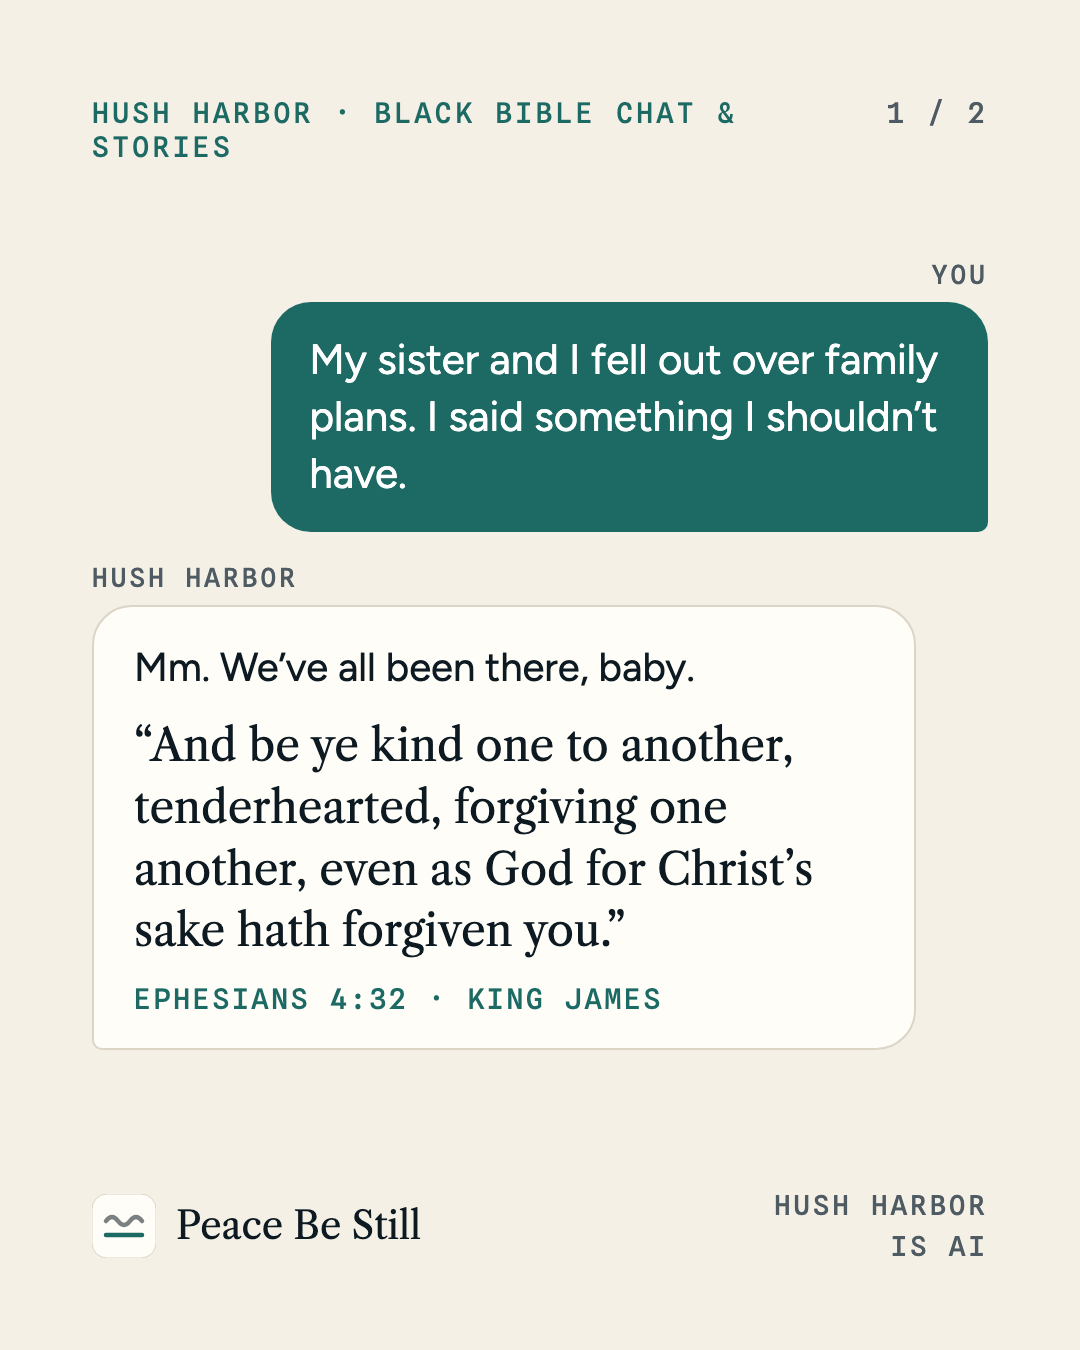 HUSH HARBOR · BLACK BIBLE CHAT &
STORIES
1 / 2
YOU
My sister and I fell out over family
plans. I said something I shouldn’t
have.
HUSH HARBOR
Mm. We’ve all been there, baby.
“And be ye kind one to another,
tenderhearted, forgiving one
another, even as God for Christ’s
sake hath forgiven you.”
EPHESIANS 4:32 · KING JAMES
Peace Be Still
HUSH HARBOR
IS AI